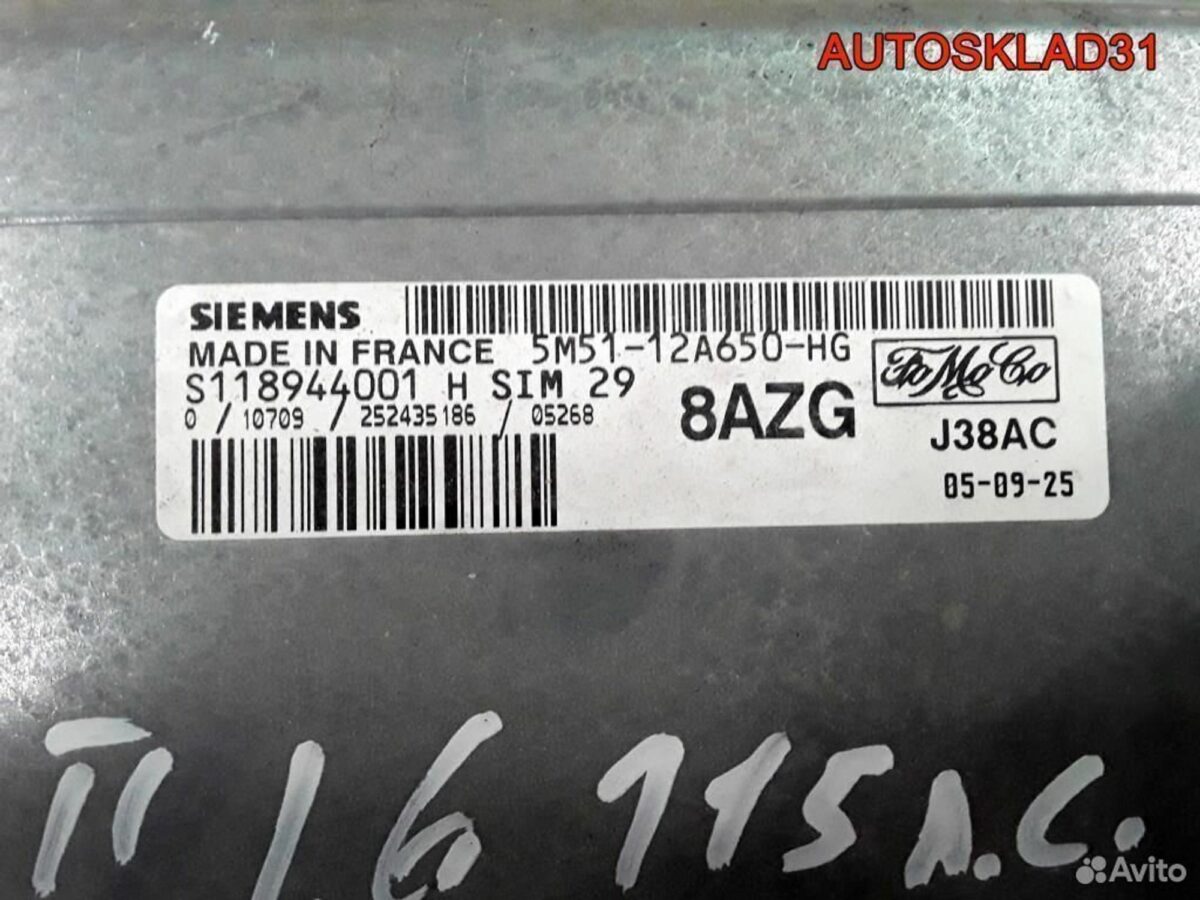 AUTOSKLAD31
SIEMENS
MADE IN FRANCE 5M51-12A650-HG
S118944001 H SIM 29
0 / 10709 / 252435186 / 05268
8AZG
FoMoCo
J38AC
05-09-25
II 1.6 115 л.с.
Avito